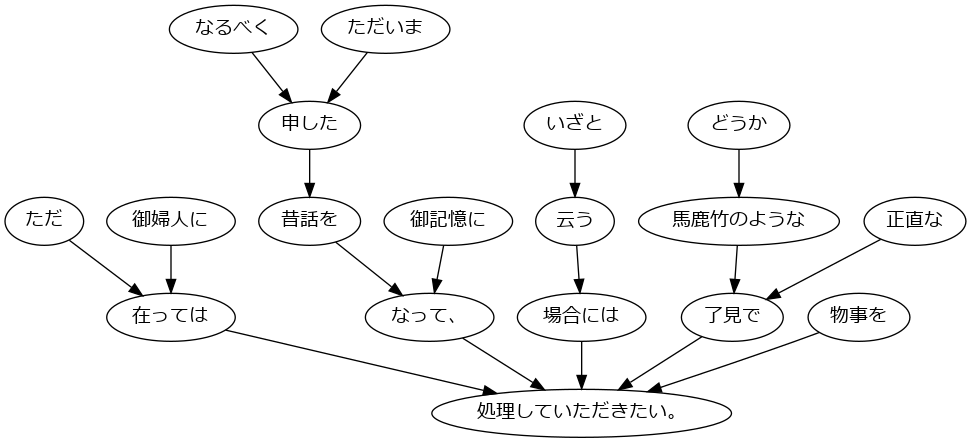 なるべく ただいま
申した いざと どうか
ただ 御婦人に 昔話を 御記憶に 云う 馬鹿竹のような 正直な
在っては なって、 場合には 了見で 物事を
処理していただきたい。